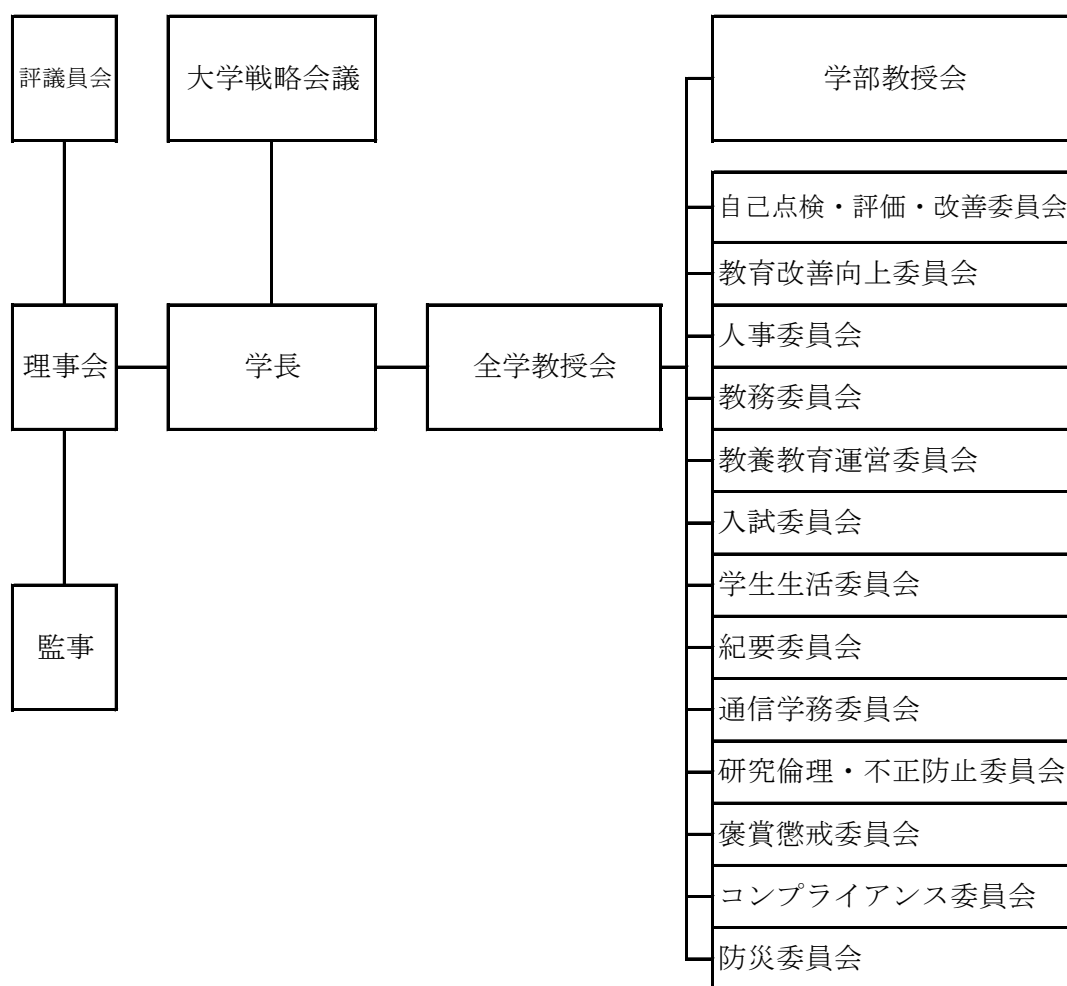 評議員会
大学戦略会議
学部教授会
自己点検・評価・改善委員会
教育改善向上委員会
人事委員会
理事会
学長
全学教授会
教務委員会
教養教育運営委員会
入試委員会
学生生活委員会
監事
紀要委員会
通信学務委員会
研究倫理・不正防止委員会
褒賞懲戒委員会
コンプライアンス委員会
防災委員会